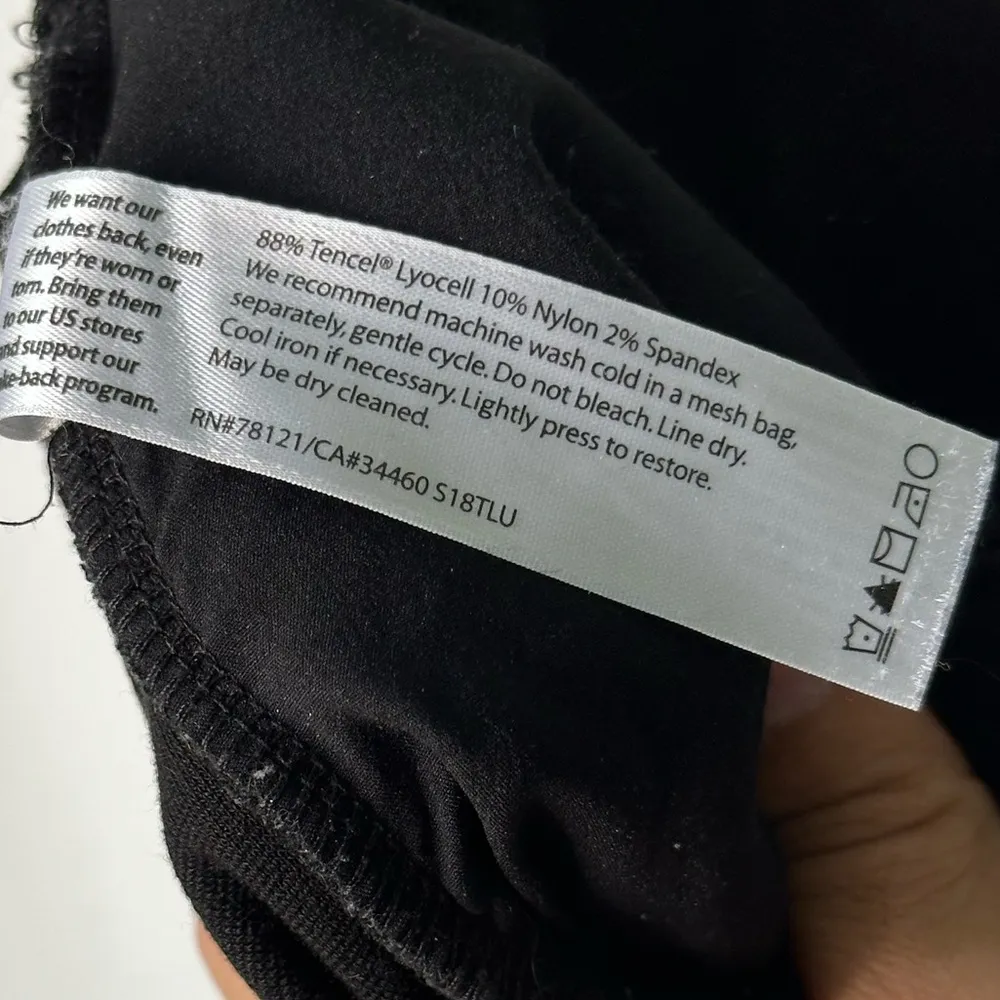 We want our
clothes back, even
if they're worn or
torn. Bring them
to our US stores
and support our
program.
88% Tencel® Lyocell 10% Nylon 2% Spandex
We recommend machine wash cold in a mesh bag,
separately, gentle cycle. Do not bleach. Line dry.
Cool iron if necessary. Lightly press to restore.
May be dry cleaned.
RN#78121/CA#34460 S18TLU